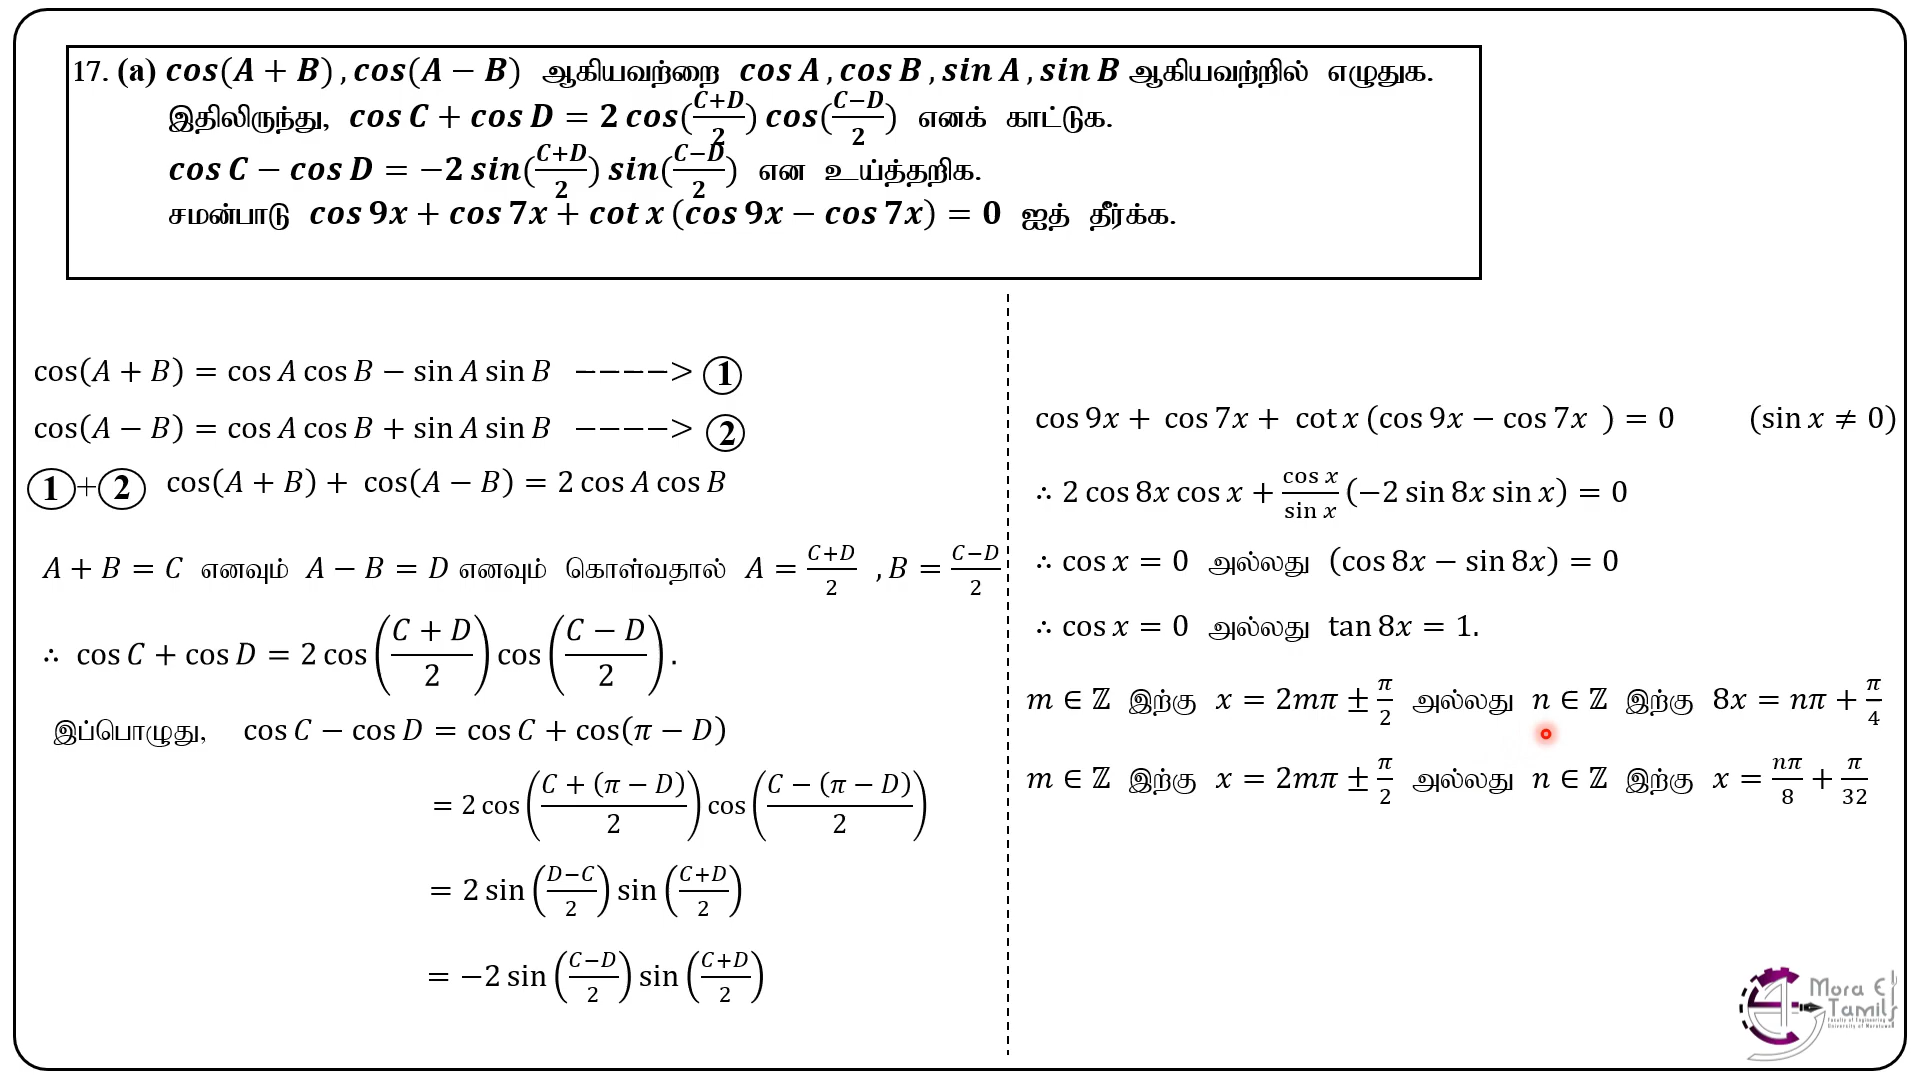 17. (a) cos(A + B) , cos(A − B) ஆகியவற்றை cos A , cos B , sin A , sin B ஆகியவற்றில் எழுதுக.
இதிலிருந்து, cos C + cos D = 2 cos((C+D)/2) cos((C−D)/2) எனக் காட்டுக.
cos C − cos D = −2 sin((C+D)/2) sin((C−D)/2) என உய்த்தறிக.
சமன்பாடு cos 9x + cos 7x + cot x (cos 9x − cos 7x) = 0 ஐத் தீர்க்க.
cos(A + B) = cos A cos B − sin A sin B ----> ①
cos(A − B) = cos A cos B + sin A sin B ----> ②
①+② cos(A + B) + cos(A − B) = 2 cos A cos B
A + B = C எனவும் A − B = D எனவும் கொள்வதால் A = (C+D)/2 , B = (C−D)/2
∴ cos C + cos D = 2 cos((C + D)/2) cos((C − D)/2).
இப்பொழுது, cos C − cos D = cos C + cos(π − D)
= 2 cos((C + (π − D))/2) cos((C − (π − D))/2)
= 2 sin((D−C)/2) sin((C+D)/2)
= −2 sin((C−D)/2) sin((C+D)/2)
cos 9x + cos 7x + cot x (cos 9x − cos 7x ) = 0 (sin x ≠ 0)
∴ 2 cos 8x cos x + (cos x)/(sin x) (−2 sin 8x sin x) = 0
∴ cos x = 0 அல்லது (cos 8x − sin 8x) = 0
∴ cos x = 0 அல்லது tan 8x = 1.
m ∈ ℤ இற்கு x = 2mπ ± π/2 அல்லது n ∈ ℤ இற்கு 8x = nπ + π/4
m ∈ ℤ இற்கு x = 2mπ ± π/2 அல்லது n ∈ ℤ இற்கு x = nπ/8 + π/32
Mora E
Tamils
Faculty of Engineering
University of Moratuwa